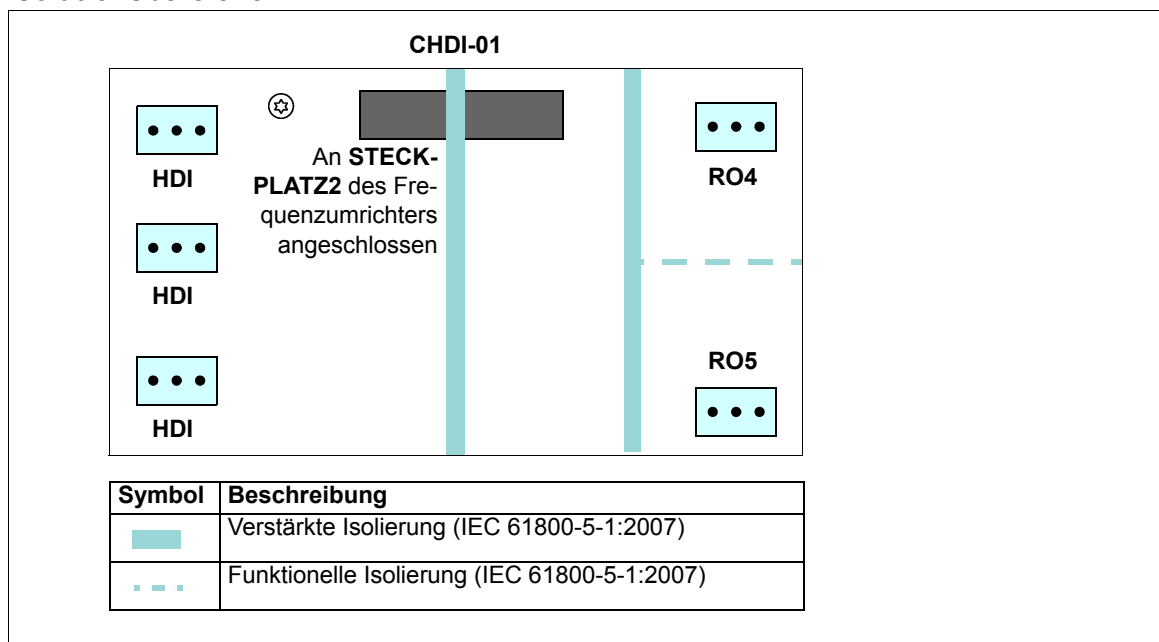 CHDI-01
HDI
An STECK-
PLATZ2 des Fre-
quenzumrichters
angeschlossen
RO4
HDI
RO5
HDI
Symbol Beschreibung
Verstärkte Isolierung (IEC 61800-5-1:2007)
Funktionelle Isolierung (IEC 61800-5-1:2007)